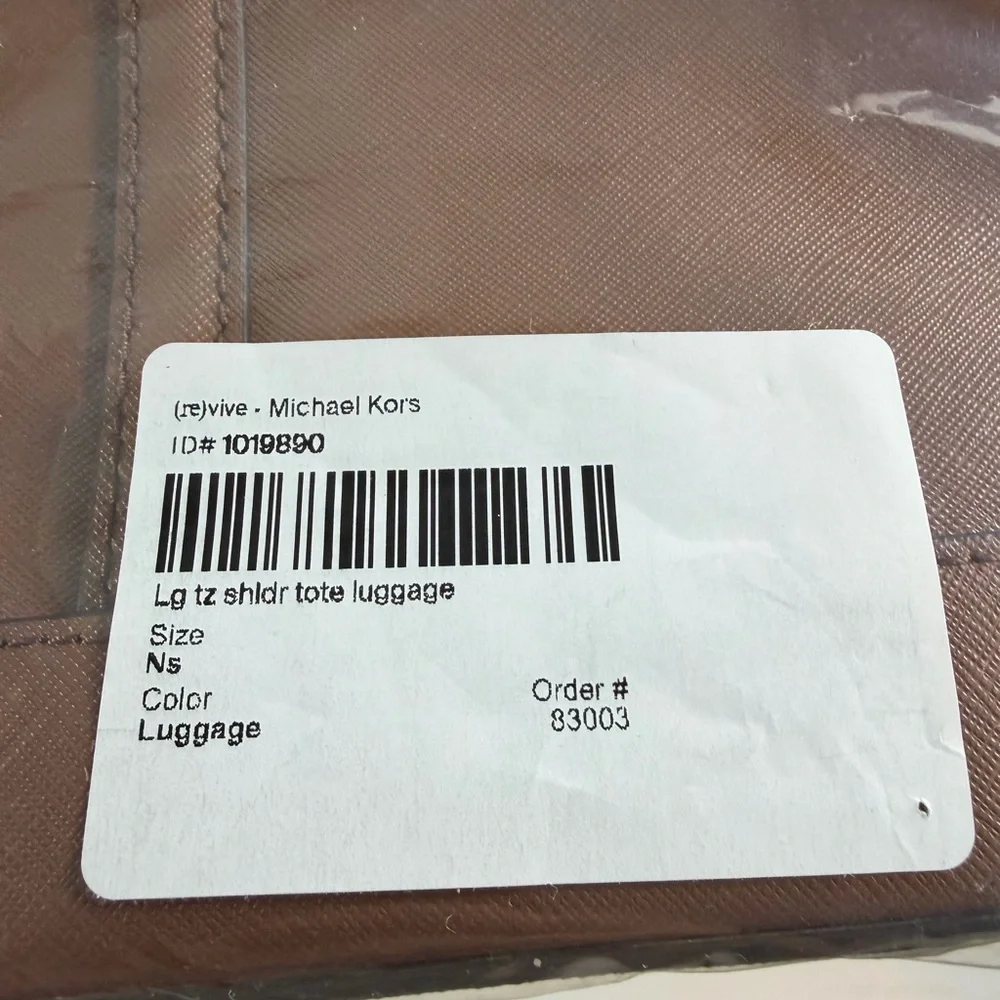 (re)vive - Michael Kors
ID# 1019890
Lg tz shldr tote luggage
Size
Ns
Color
Luggage
Order #
83003